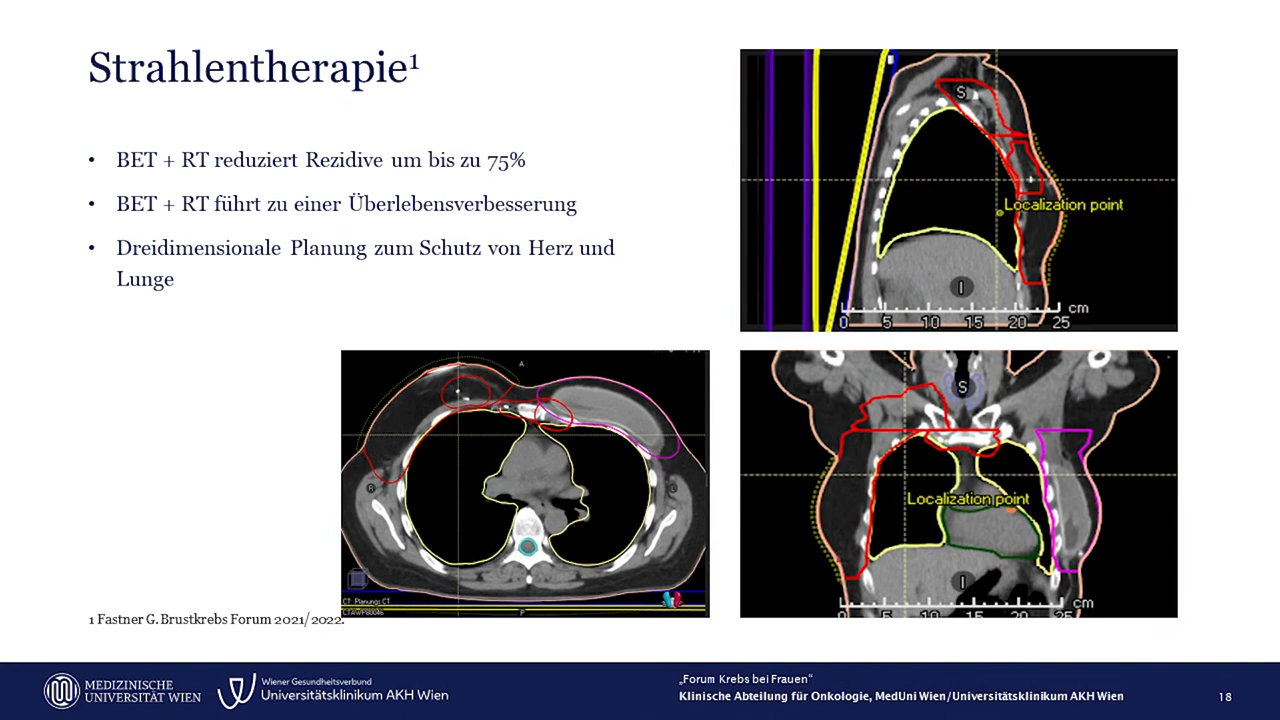 Strahlentherapie¹
• BET + RT reduziert Rezidive um bis zu 75%
• BET + RT führt zu einer Überlebensverbesserung
• Dreidimensionale Planung zum Schutz von Herz und
Lunge
S
Localization point
I
cm
0 5 10 15 20 25
A
R
L
CT: Planung: CT
P
S
Localization point
I
cm
0 5 10 15 20 25
1 Fastner G. Brustkrebs Forum 2021/2022.
MEDIZINISCHE
UNIVERSITÄT WIEN
Wiener Gesundheitsverbund
Universitätsklinikum AKH Wien
„Forum Krebs bei Frauen“
Klinische Abteilung für Onkologie, MedUni Wien/Universitätsklinikum AKH Wien
18